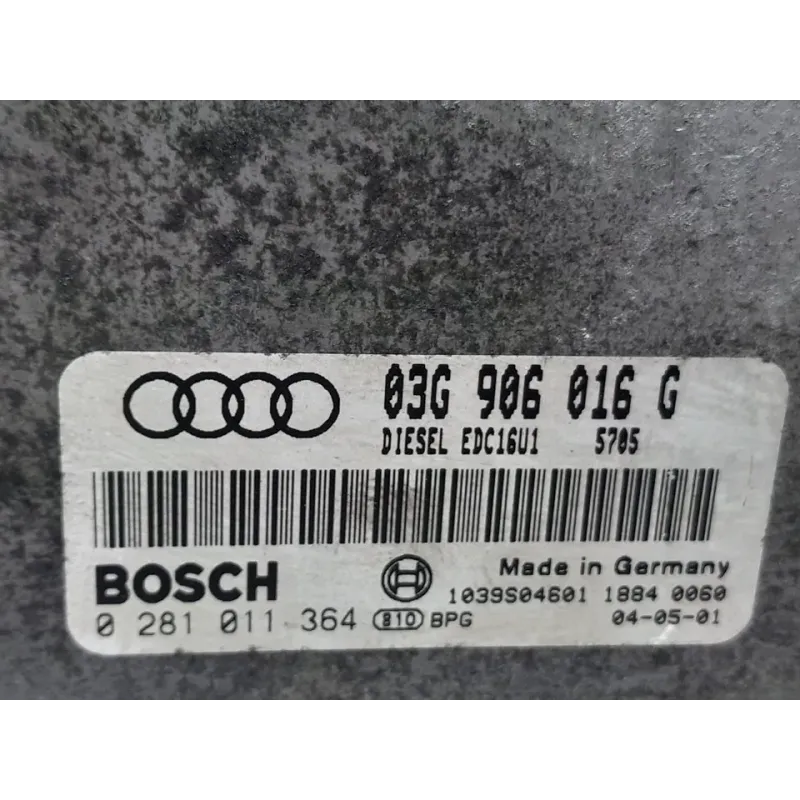 03G 906 016 G
DIESEL EDC16U1 5705
BOSCH
Made in Germany
1039S04601 1884 0060
0 281 011 364 810 BPG 04-05-01